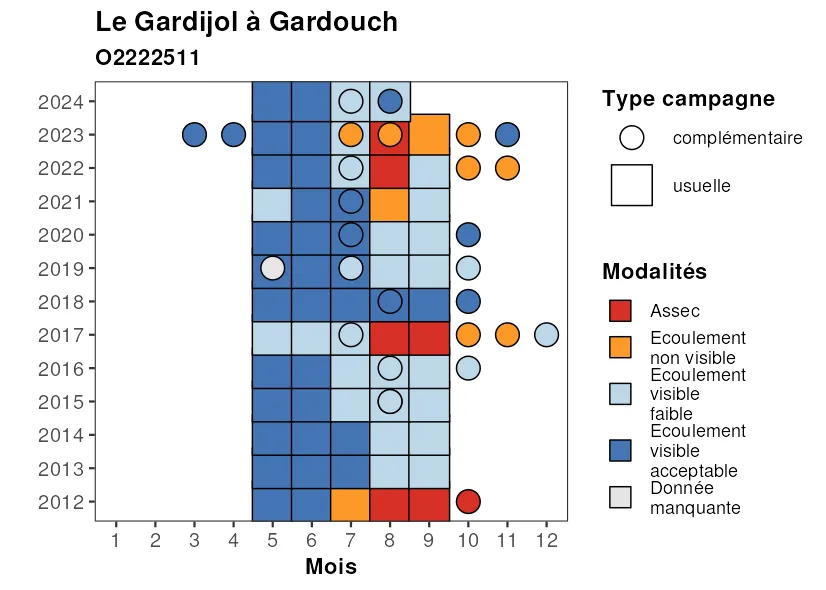 Le Gardijol à Gardouch
O2222511
2024
2023
2022
2021
2020
2019
2018
2017
2016
2015
2014
2013
2012
1 2 3 4 5 6 7 8 9 10 11 12
Mois
Type campagne
complémentaire
usuelle
Modalités
Assec
Ecoulement
non visible
Ecoulement
visible
faible
Ecoulement
visible
acceptable
Donnée
manquante